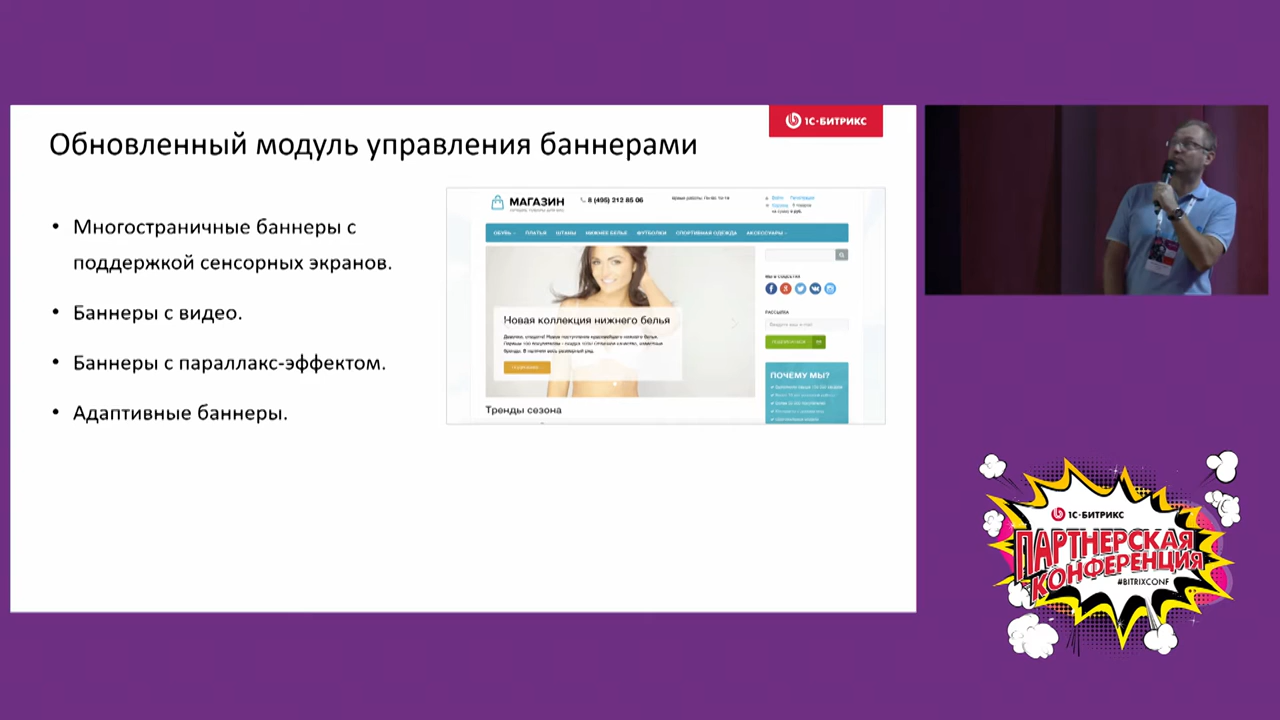 Обновленный модуль управления баннерами
1С-БИТРИКС
• Многостраничные баннеры с
поддержкой сенсорных экранов.
• Баннеры с видео.
• Баннеры с параллакс-эффектом.
• Адаптивные баннеры.
МАГАЗИН
8 (495) 212 85 06
ОБУВЬ ПЛАТЬЯ ШТАНЫ НИЖНЕЕ БЕЛЬЕ ФУТБОЛКИ СПОРТИВНАЯ ОДЕЖДА АКСЕССУАРЫ
Новая коллекция нижнего белья
РАССЫЛКА
ПОЧЕМУ МЫ?
Тренды сезона
1С-БИТРИКС
ПАРТНЕРСКАЯ
КОНФЕРЕНЦИЯ
#BITRIXCONF